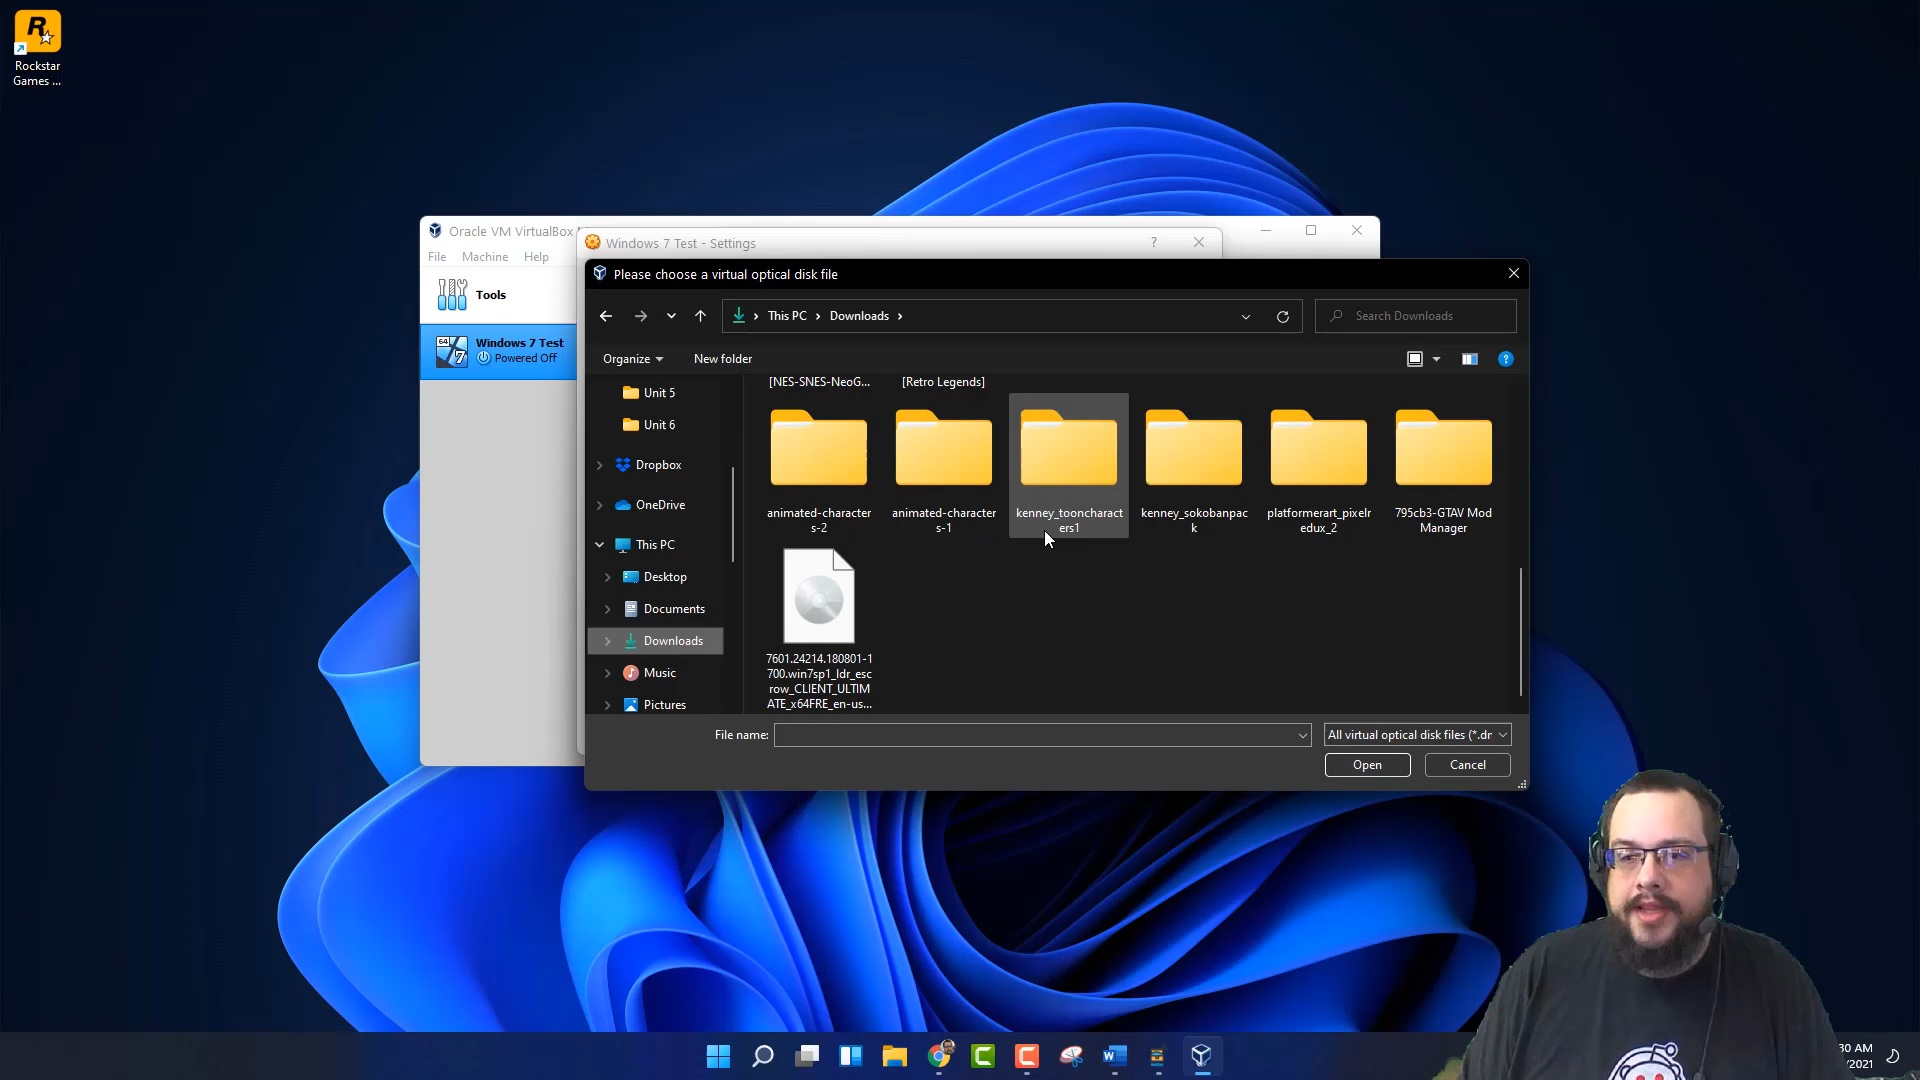 Rockstar
Games ...
Oracle VM VirtualBox
File Machine Help
Tools
Windows 7 Test
Powered Off
64
7
Windows 7 Test - Settings
?
Please choose a virtual optical disk file
This PC > Downloads >
Search Downloads
Organize
New folder
?
Unit 5
Unit 6
Dropbox
OneDrive
This PC
Desktop
Documents
Downloads
Music
Pictures
[NES-SNES-NeoG...
[Retro Legends]
animated-character
s-2
animated-character
s-1
kenney_tooncharact
ers1
kenney_sokobanpac
k
platformerart_pixelr
edux_2
795cb3-GTAV Mod
Manager
7601.24214.180801-1
700.win7sp1_ldr_esc
row_CLIENT_ULTIM
ATE_x64FRE_en-us...
File name:
All virtual optical disk files (*.dr
Open
Cancel
30 AM
/2021